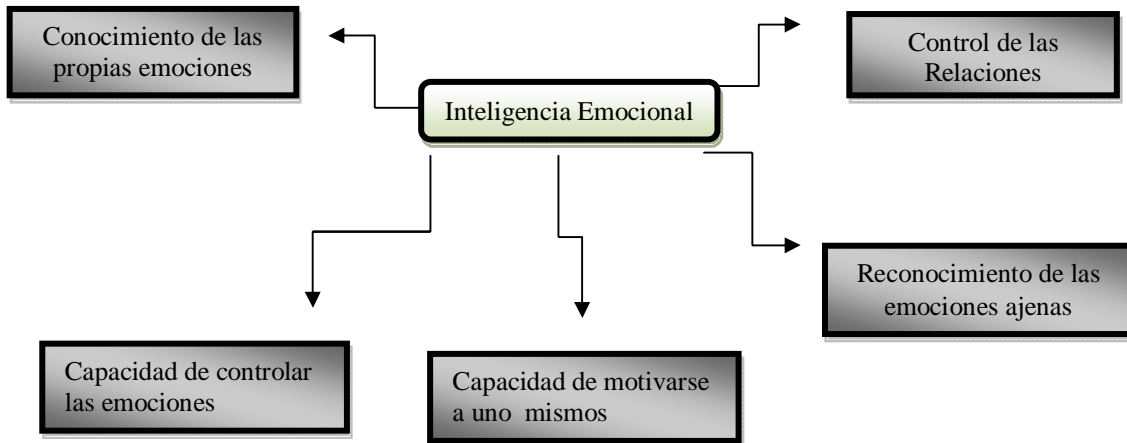 Conocimiento de las
propias emociones
Control de las
Relaciones
Inteligencia Emocional
Reconocimiento de las
emociones ajenas
Capacidad de controlar
las emociones
Capacidad de motivarse
a uno  mismos